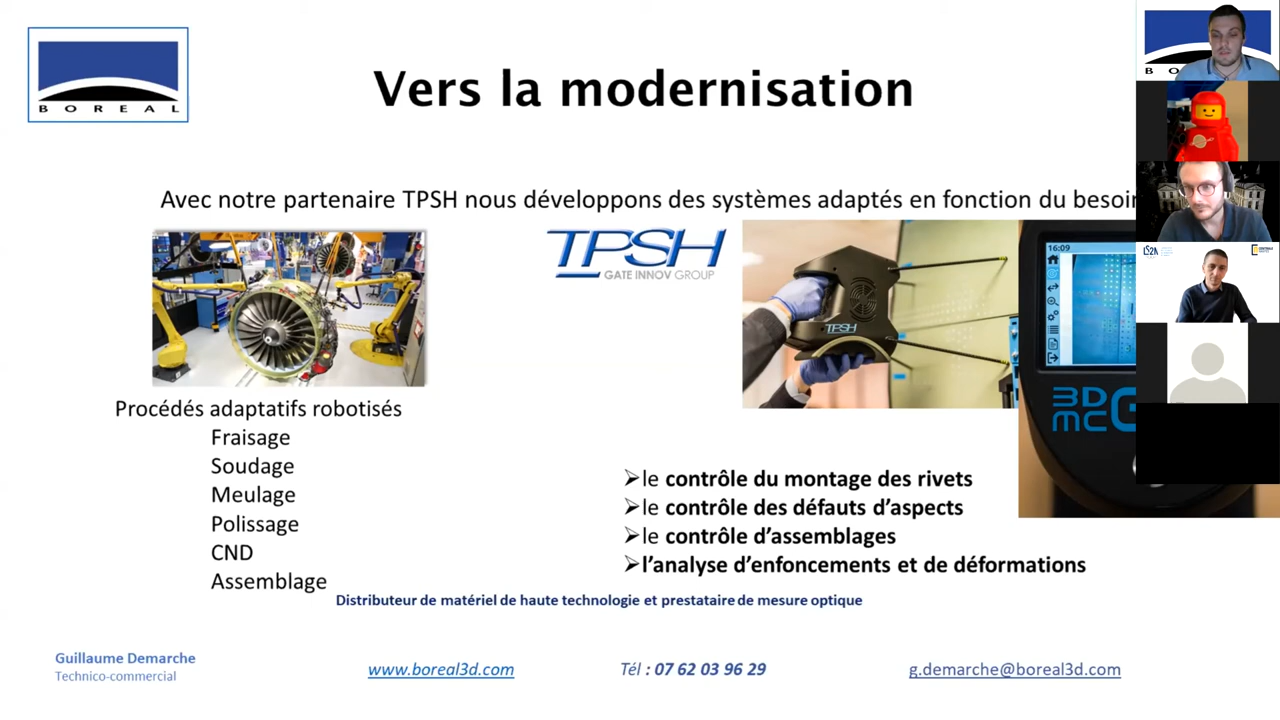 BOREAL
Vers la modernisation
Avec notre partenaire TPSH nous développons des systèmes adaptés en fonction du besoin
TPSH
GATE INNOV GROUP
TPSH
16:09
3D
MC
Procédés adaptatifs robotisés
Fraisage
Soudage
Meulage
Polissage
CND
Assemblage
➢le contrôle du montage des rivets
➢le contrôle des défauts d’aspects
➢le contrôle d’assemblages
➢l’analyse d’enfoncements et de déformations
Distributeur de matériel de haute technologie et prestataire de mesure optique
Guillaume Demarche
Technico-commercial
www.boreal3d.com
Tél : 07 62 03 96 29
g.demarche@boreal3d.com
LS2N